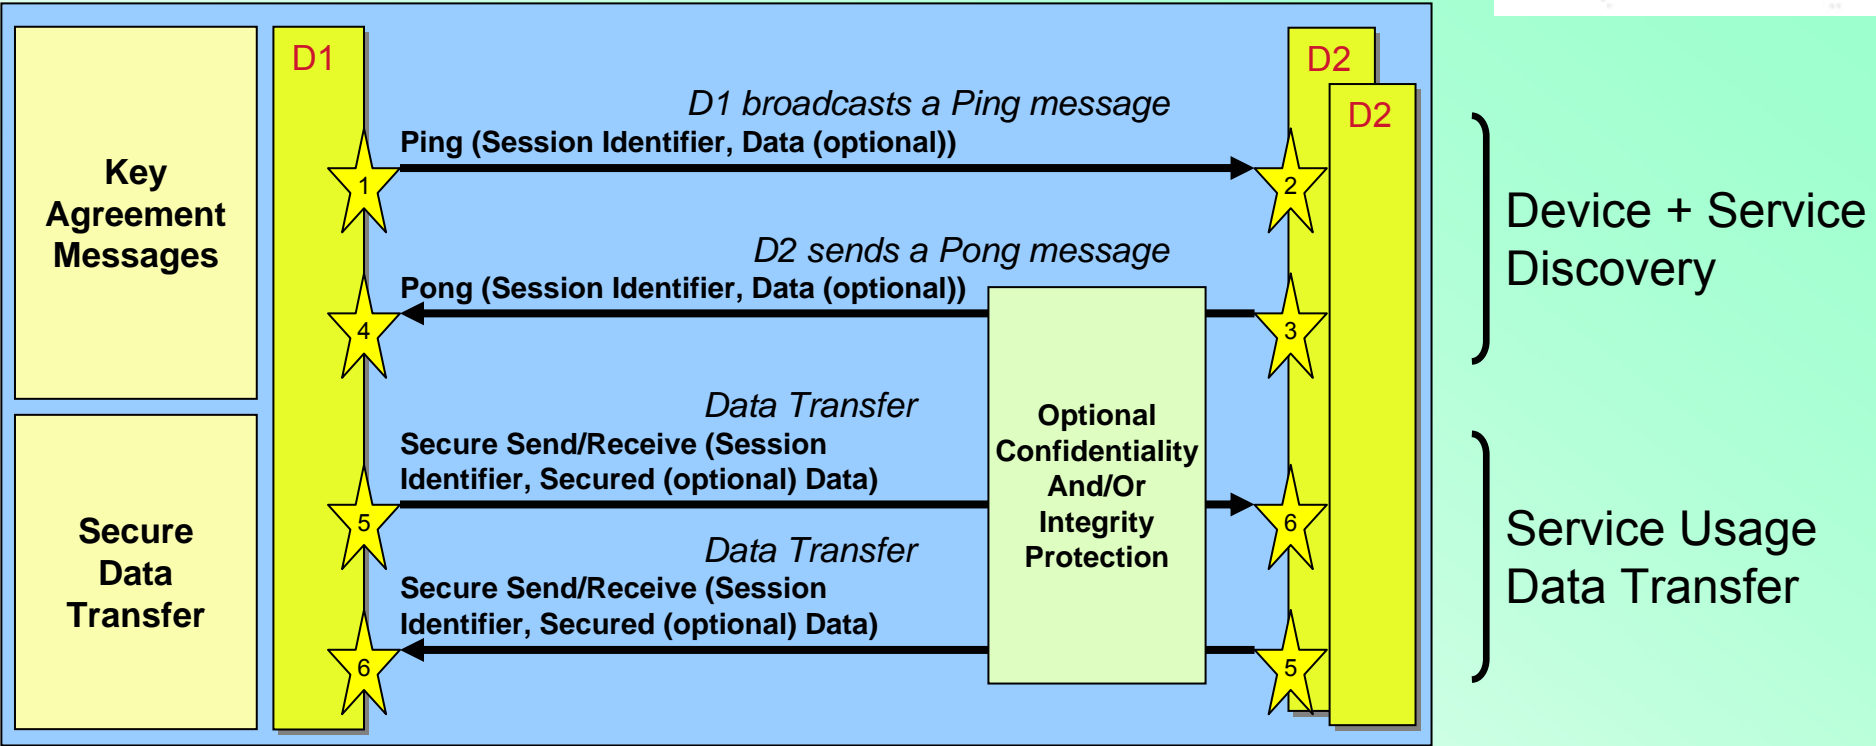 Key
Agreement
Messages
D1
D1 broadcasts a Ping message
Ping (Session Identifier, Data (optional))
1
2
D2 sends a Pong message
Pong (Session Identifier, Data (optional))
4
3
D2
D2
Device + Service
Discovery
Secure
Data
Transfer
Data Transfer
Secure Send/Receive (Session
Identifier, Secured (optional) Data)
5
6
Data Transfer
Secure Send/Receive (Session
Identifier, Secured (optional) Data)
6
5
Optional
Confidentiality
And/Or
Integrity
Protection
Service Usage
Data Transfer